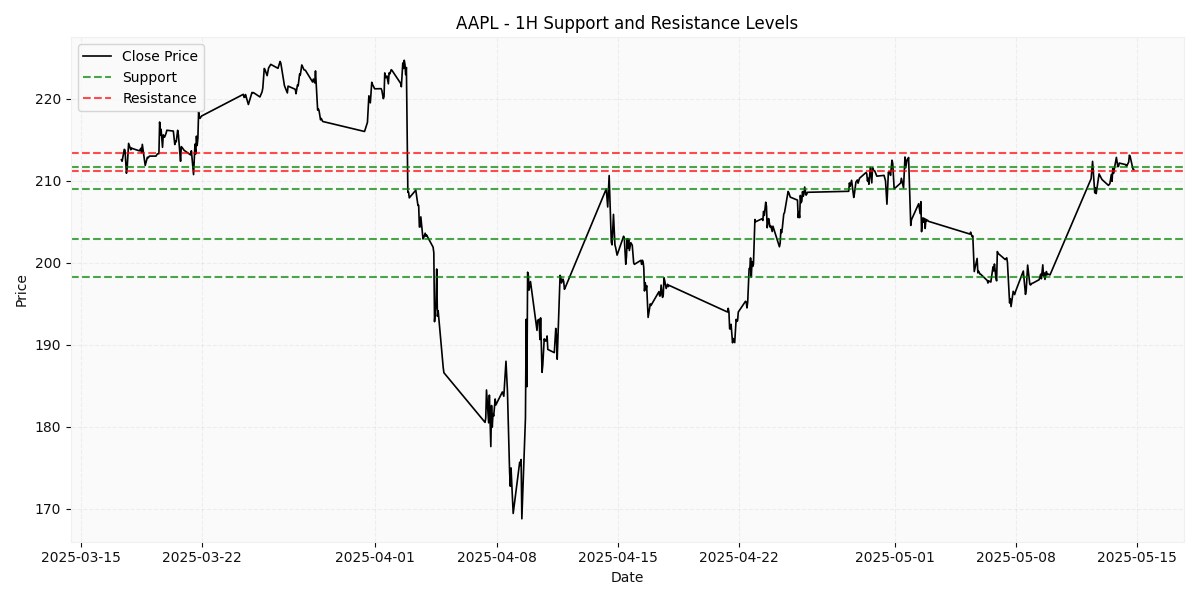 AAPL - 1H Support and Resistance Levels
Close Price
Support
Resistance
Price
220
210
200
190
180
170
2025-03-15 2025-03-22 2025-04-01 2025-04-08 2025-04-15 2025-04-22 2025-05-01 2025-05-08 2025-05-15
Date